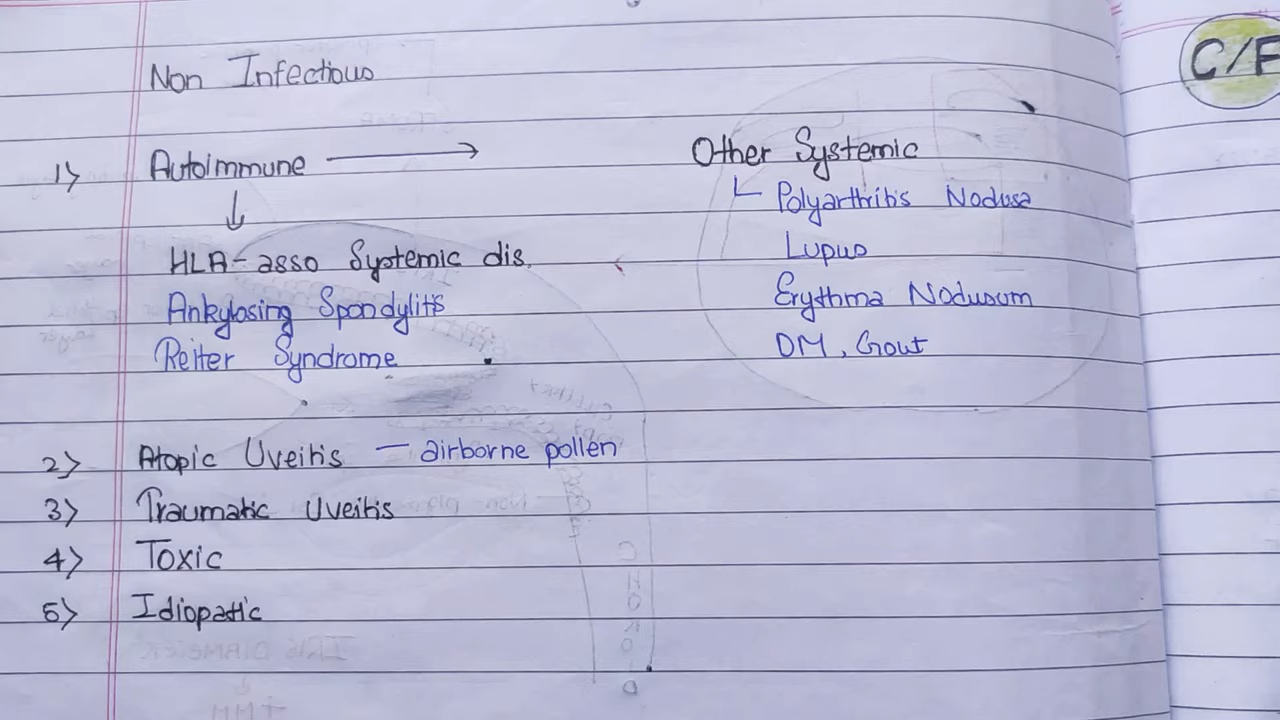 Non Infectious
1) Autoimmune → Other Systemic
↓
Polyarthritis Nodusa
HLA-asso Systemic dis.
Lupus
Ankylosing Spondylitis
Erythma Nodusum
Reiter Syndrome
DM, Gout
2) Atopic Uveitis — airborne pollen
3) Traumatic Uveitis
4) Toxic
5) Idiopatic
C/F